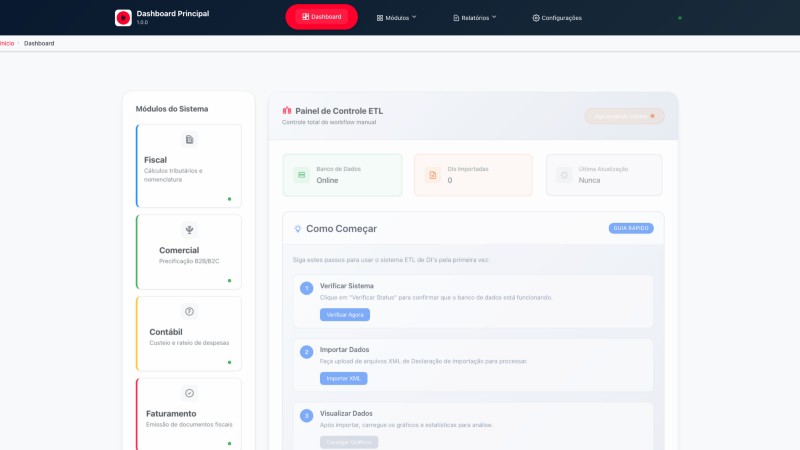 Dashboard Principal
1.0.0
Dashboard
Módulos
Relatórios
Configurações
Início
Dashboard
Módulos do Sistema
Fiscal
Cálculos tributários e
nomenclatura
Comercial
Precificação B2B/B2C
Contábil
Custeio e rateio de despesas
Faturamento
Emissão de documentos fiscais
Painel de Controle ETL
Controle total do workflow manual
Banco de Dados
Online
DIs Importadas
0
Última Atualização
Nunca
Como Começar
GUIA RÁPIDO
Siga estes passos para usar o sistema ETL de DI's pela primeira vez:
1
Verificar Sistema
Clique em "Verificar Status" para confirmar que o banco de dados está funcionando.
Verificar Agora
2
Importar Dados
Faça upload de arquivos XML de Declaração de Importação para processar.
Importar XML
3
Visualizar Dados
Após importar, carregue os gráficos e estatísticas para análise.
Carregar Gráficos